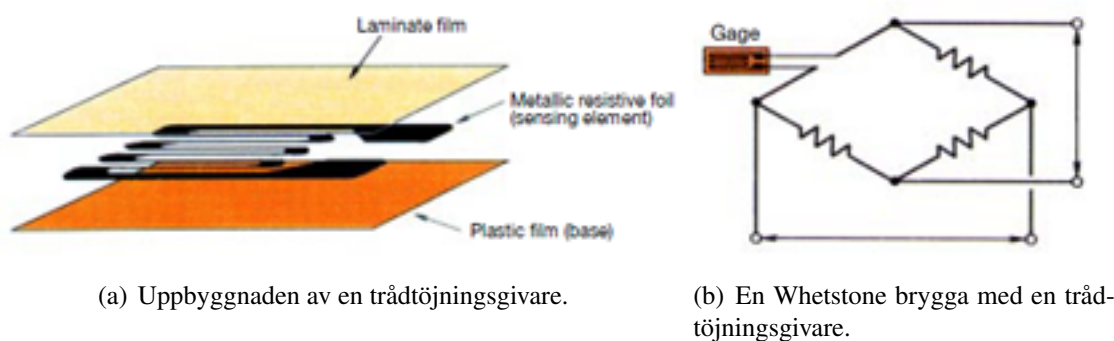 Laminate film
Metallic resistive foil
(sensing element)
Plastic film (base)
Gage
(a) Uppbyggnaden av en trådtöjningsgivare.
(b) En Whetstone brygga med en tråd-
töjningsgivare.